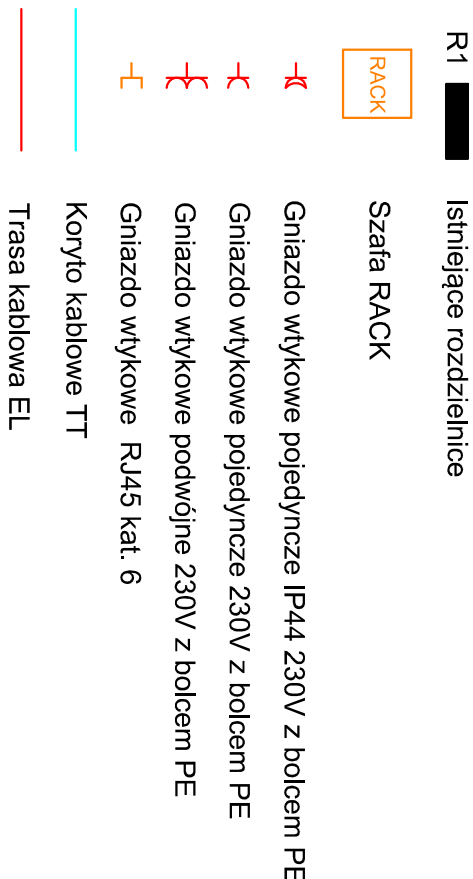 R1 Istniejące rozdzielnice
RACK Szafa RACK
Gniazdo wtykowe pojedyncze IP44 230V z bolcem PE
Gniazdo wtykowe pojedyncze 230V z bolcem PE
Gniazdo wtykowe podwójne 230V z bolcem PE
Gniazdo wtykowe RJ45 kat. 6
Koryto kablowe TT
Trasa kablowa EL